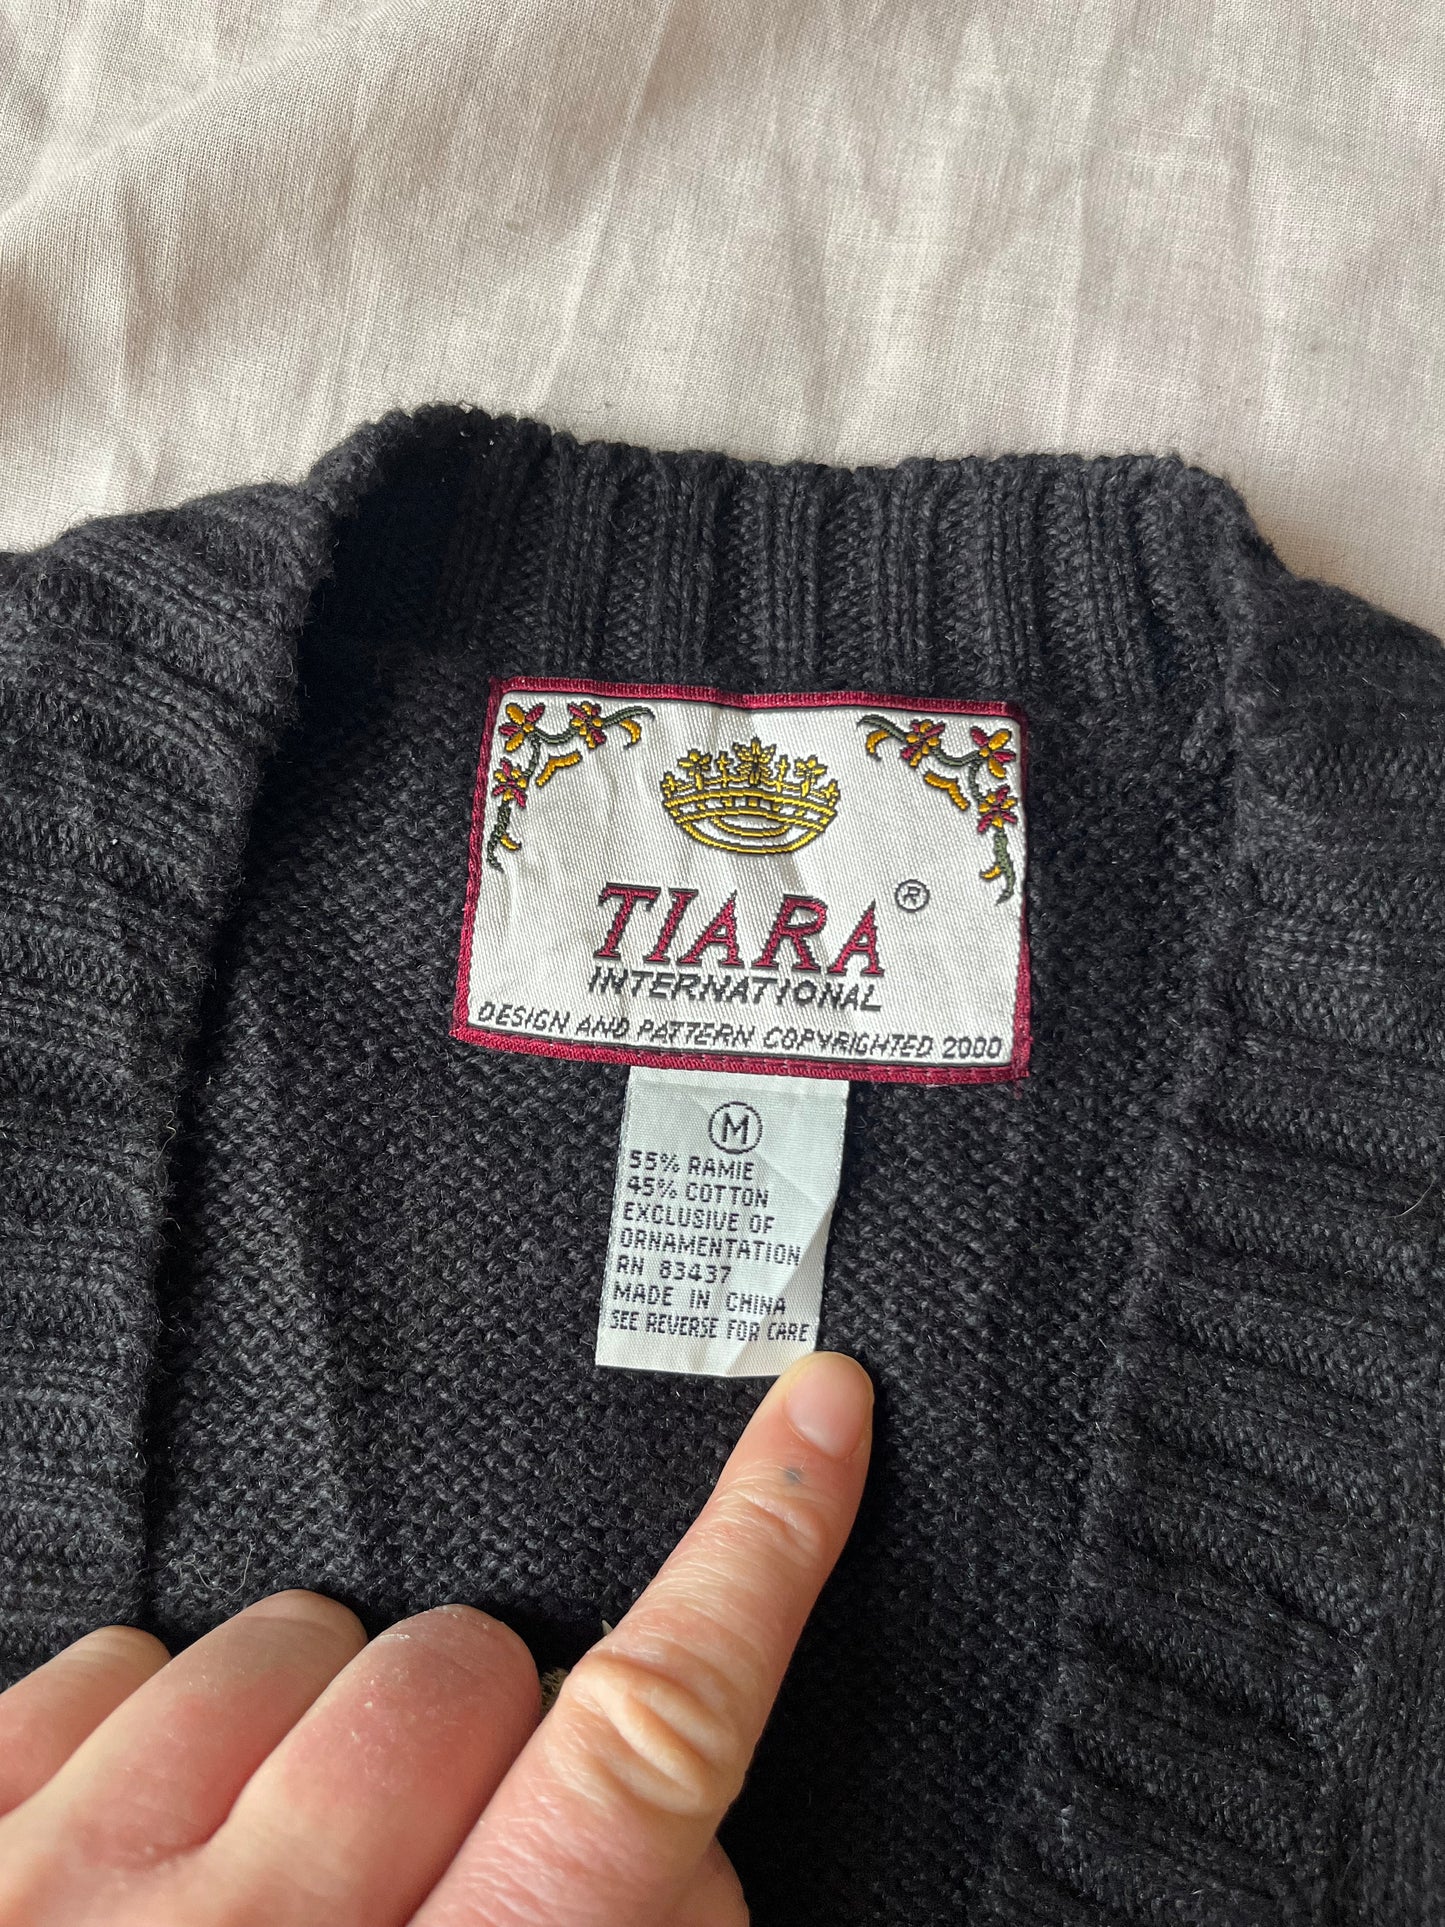 TIARA ®
INTERNATIONAL
DESIGN AND PATTERN COPYRIGHTED 2000
M
55% RAMIE
45% COTTON
EXCLUSIVE OF
ORNAMENTATION
RN 83437
MADE IN CHINA
SEE REVERSE FOR CARE